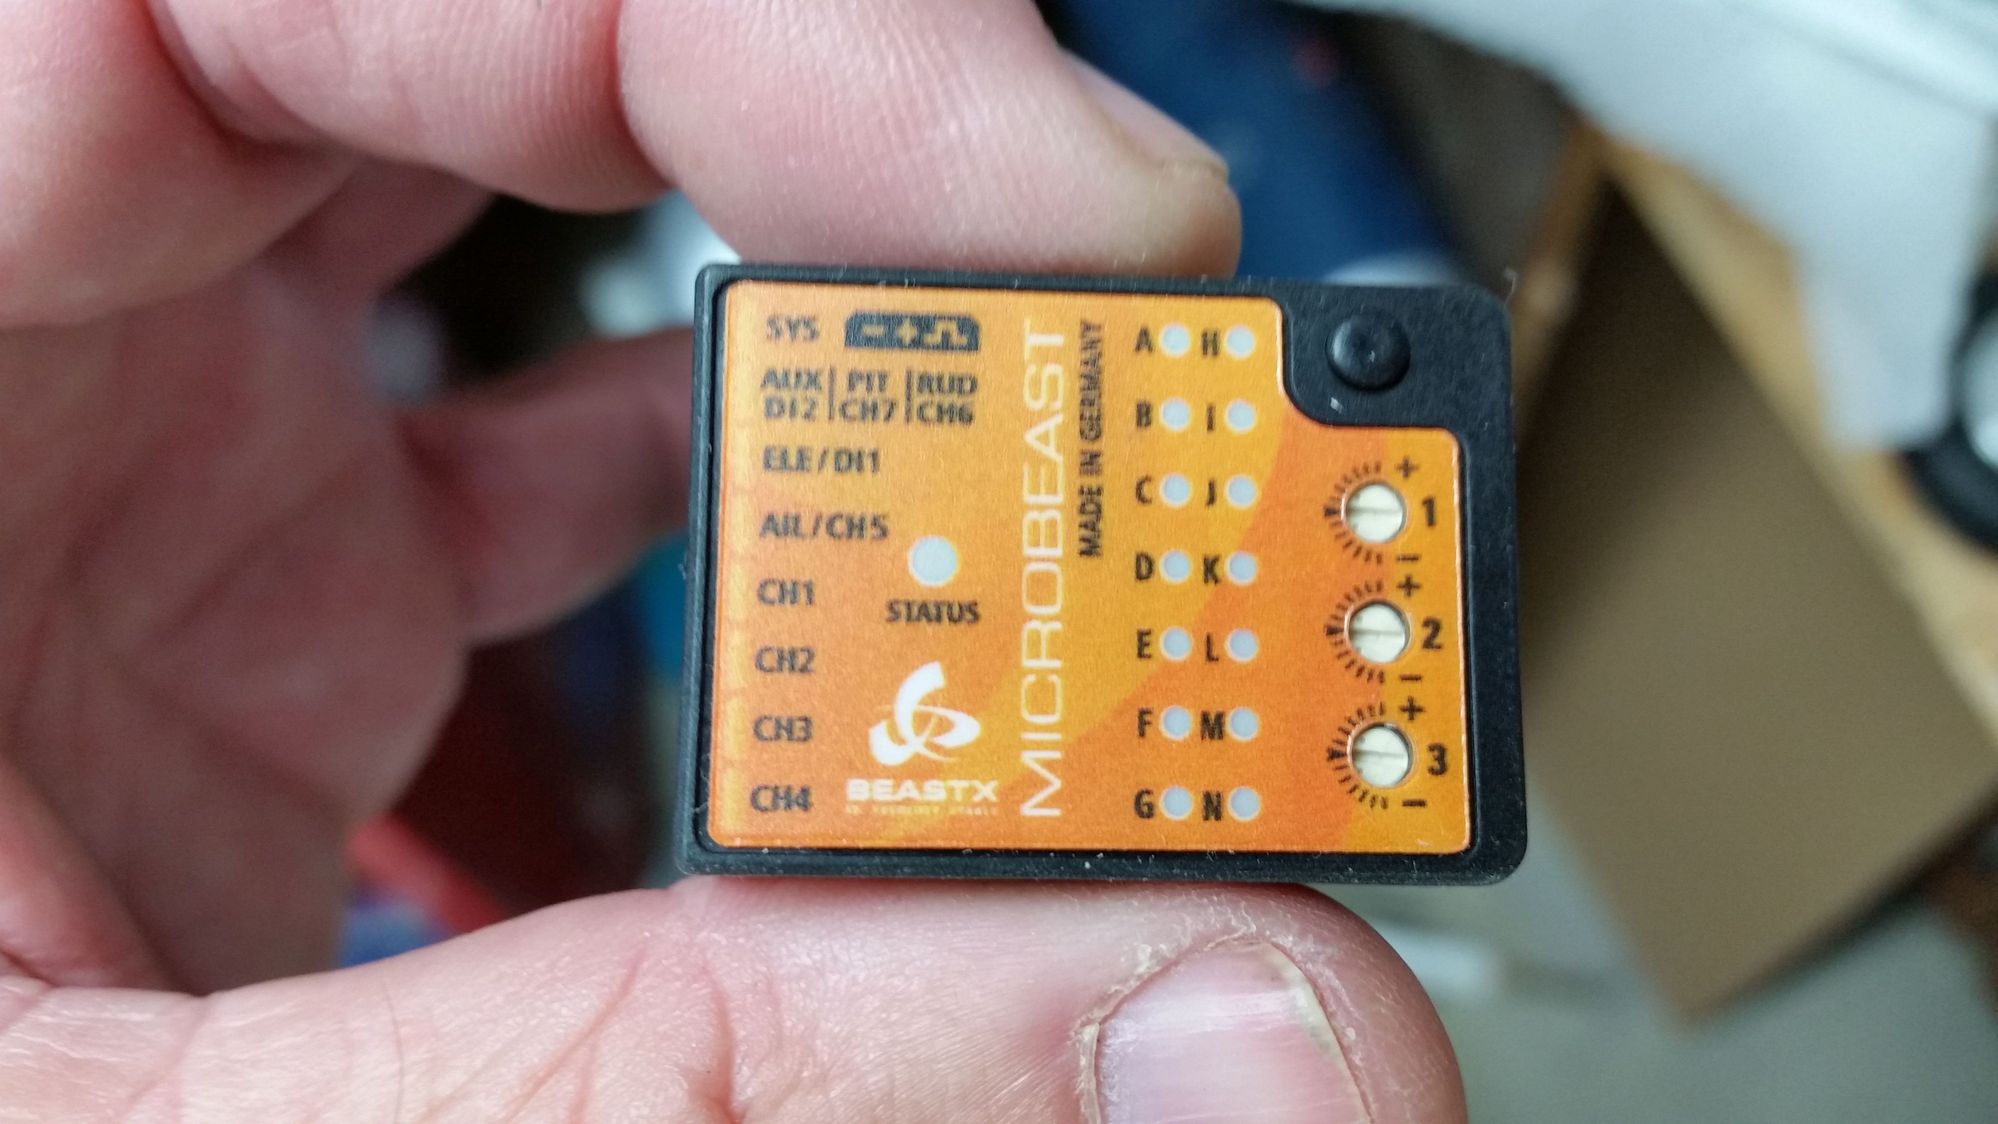 SYS
AUX | PIT | RUD
DI2 | CH7 | CH6
ELE/DI1
AIL/CH5
CH1
CH2
CH3
CH4
STATUS
BEASTX
MICROBEAST
MADE IN GERMANY
A H
B I
C J
D K
E L
F M
G N
+ 1 −
+ 2 −
+ 3 −